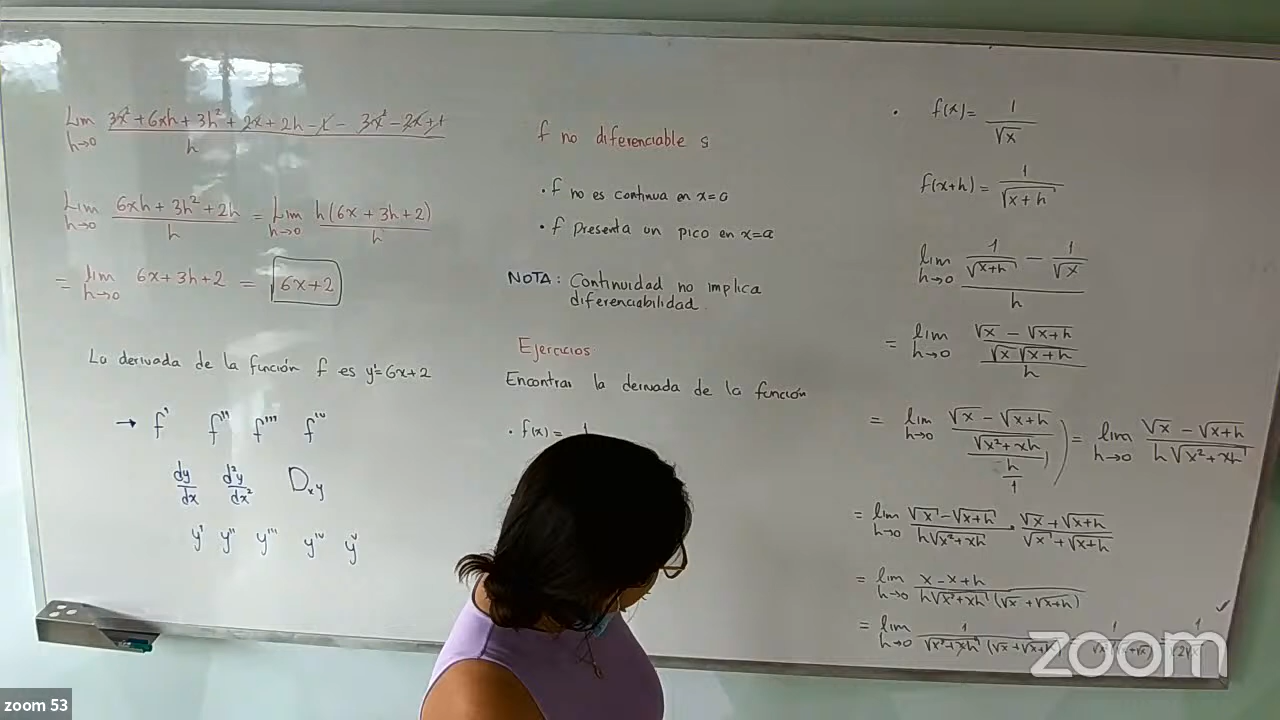 Lim h→0 (3x² + 6xh + 3h² + 2x + 2h - x - 3x² - 2x + 1) / h
Lim h→0 (6xh + 3h² + 2h) / h = Lim h→0 h(6x + 3h + 2) / h
= lim h→0 6x + 3h + 2 = 6x + 2
La derivada de la función f es y' = 6x + 2
→ f' f'' f''' f^iv
dy/dx d²y/dx² Dxy
y' y'' y''' y^iv y^v
f no diferenciable s
• f no es continua en x=a
• f presenta un pico en x=a
NOTA: Continuidad no implica
diferenciabilidad.
Ejercicios
Encontrar la derivada de la función
• f(x) = 1
• f(x) = 1/√x
f(x+h) = 1/√(x+h)
lim h→0 (1/√(x+h) - 1/√x) / h
= lim h→0 ((√x - √(x+h)) / (√x √(x+h))) / h
= lim h→0 ((√x - √(x+h)) / √(x²+xh)) / (h/1) = lim h→0 (√x - √(x+h)) / (h√(x²+xh))
= lim h→0 (√x - √(x+h)) / (h√(x²+xh)) · (√x + √(x+h)) / (√x + √(x+h))
= lim h→0 (x - x + h) / (h√(x²+xh) (√x + √(x+h)))
= lim h→0 1 / (√(x²+xh) (√x + √(x+h)))
zoom
zoom 53